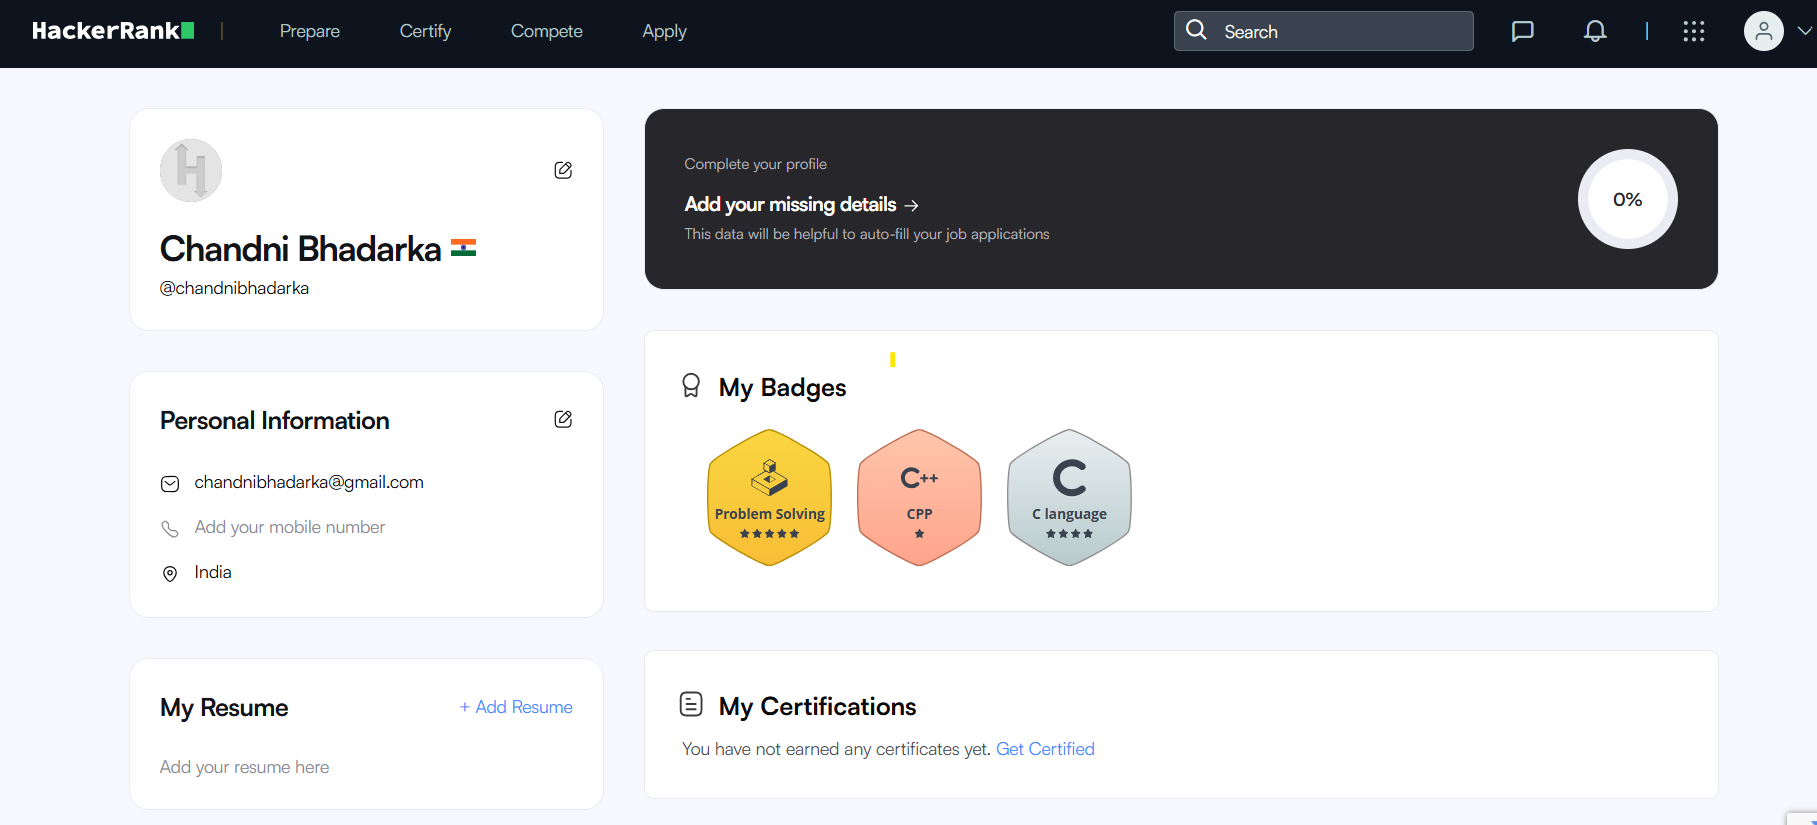 HackerRank
Prepare Certify Compete Apply Search
Chandni Bhadarka
@chandnibhadarka
Complete your profile
Add your missing details →
This data will be helpful to auto-fill your job applications
0%
Personal Information
chandnibhadarka@gmail.com
Add your mobile number
India
My Badges
Problem Solving
C++
CPP
C
C language
My Resume
+ Add Resume
Add your resume here
My Certifications
You have not earned any certificates yet. Get Certified